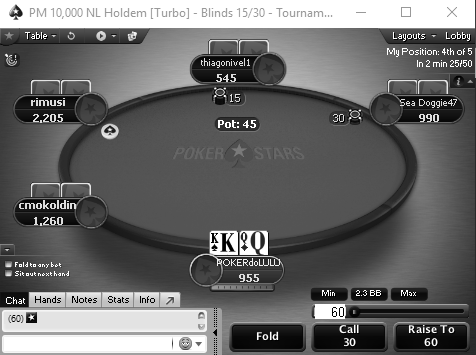 PM 10,000 NL Holdem [Turbo] - Blinds 15/30 - Tournam...
Table
Layouts
Lobby
My Position: 4th of 5
In 2 min 25/50
thiagonivel1
545
15
rimusi
2,205
Sea Doggie47
990
30
Pot: 45
POKER STARS
cmokoldin
1,260
K K Q Q
POKERdoLULU
955
Fold to any bet
Sit out next hand
Chat Hands Notes Stats Info
(60)
Min 2.3 BB Max
60
Fold
Call
30
Raise To
60